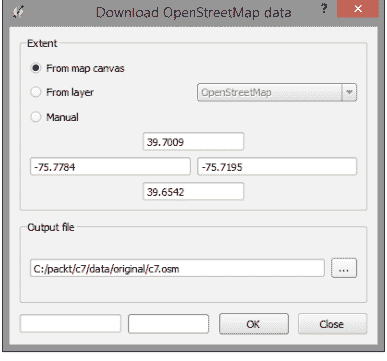 Download OpenStreetMap data
?
Extent
From map canvas
From layer
OpenStreetMap
Manual
39.7009
-75.7784
-75.7195
39.6542
Output file
C:/packt/c7/data/original/c7.osm
...
OK
Close